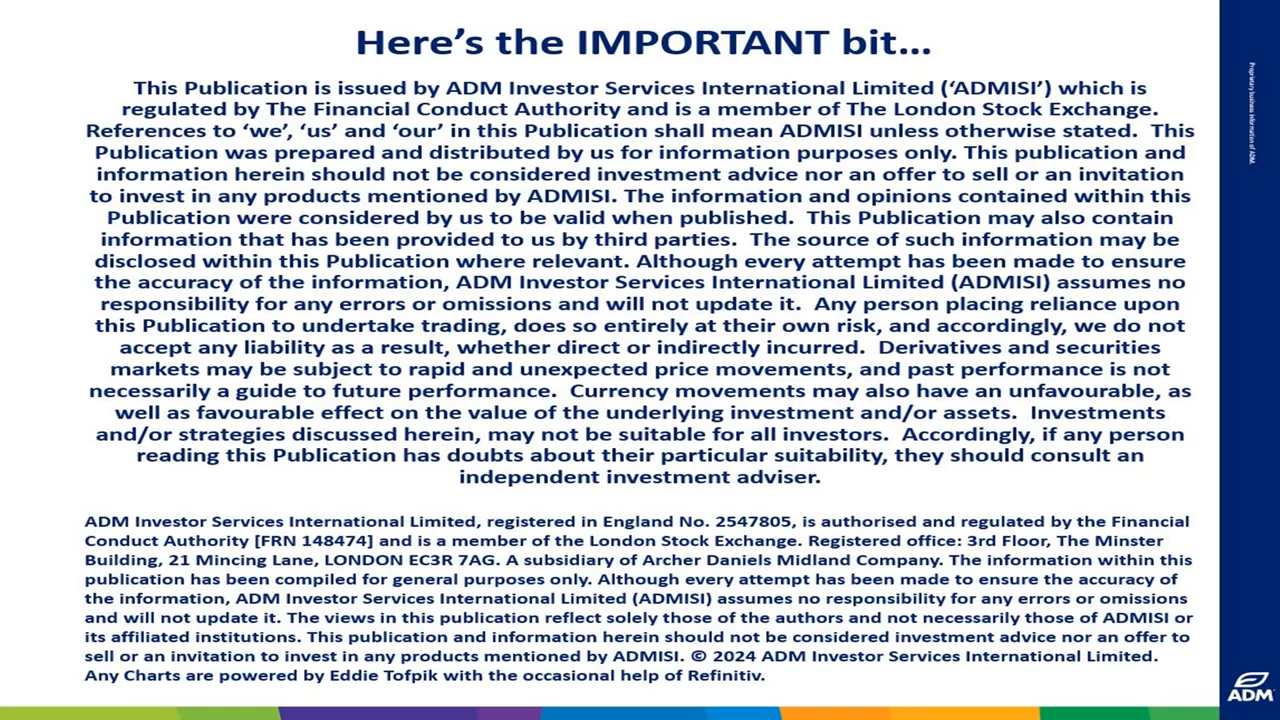 Here's the IMPORTANT bit...
This Publication is issued by ADM Investor Services International Limited ('ADMISI') which is
regulated by The Financial Conduct Authority and is a member of The London Stock Exchange.
References to 'we', 'us' and 'our' in this Publication shall mean ADMISI unless otherwise stated.  This
Publication was prepared and distributed by us for information purposes only. This publication and
information herein should not be considered investment advice nor an offer to sell or an invitation
to invest in any products mentioned by ADMISI. The information and opinions contained within this
Publication were considered by us to be valid when published.  This Publication may also contain
information that has been provided to us by third parties.  The source of such information may be
disclosed within this Publication where relevant. Although every attempt has been made to ensure
the accuracy of the information, ADM Investor Services International Limited (ADMISI) assumes no
responsibility for any errors or omissions and will not update it.  Any person placing reliance upon
this Publication to undertake trading, does so entirely at their own risk, and accordingly, we do not
accept any liability as a result, whether direct or indirectly incurred.  Derivatives and securities
markets may be subject to rapid and unexpected price movements, and past performance is not
necessarily a guide to future performance.  Currency movements may also have an unfavourable, as
well as favourable effect on the value of the underlying investment and/or assets.  Investments
and/or strategies discussed herein, may not be suitable for all investors.  Accordingly, if any person
reading this Publication has doubts about their particular suitability, they should consult an
independent investment adviser.
ADM Investor Services International Limited, registered in England No. 2547805, is authorised and regulated by the Financial
Conduct Authority [FRN 148474] and is a member of the London Stock Exchange. Registered office: 3rd Floor, The Minster
Building, 21 Mincing Lane, LONDON EC3R 7AG. A subsidiary of Archer Daniels Midland Company. The information within this
publication has been compiled for general purposes only. Although every attempt has been made to ensure the accuracy of
the information, ADM Investor Services International Limited (ADMISI) assumes no responsibility for any errors or omissions
and will not update it. The views in this publication reflect solely those of the authors and not necessarily those of ADMISI or
its affiliated institutions. This publication and information herein should not be considered investment advice nor an offer to
sell or an invitation to invest in any products mentioned by ADMISI. © 2024 ADM Investor Services International Limited.
Any Charts are powered by Eddie Tofpik with the occasional help of Refinitiv.
Proprietary business information of ADM.
ADM